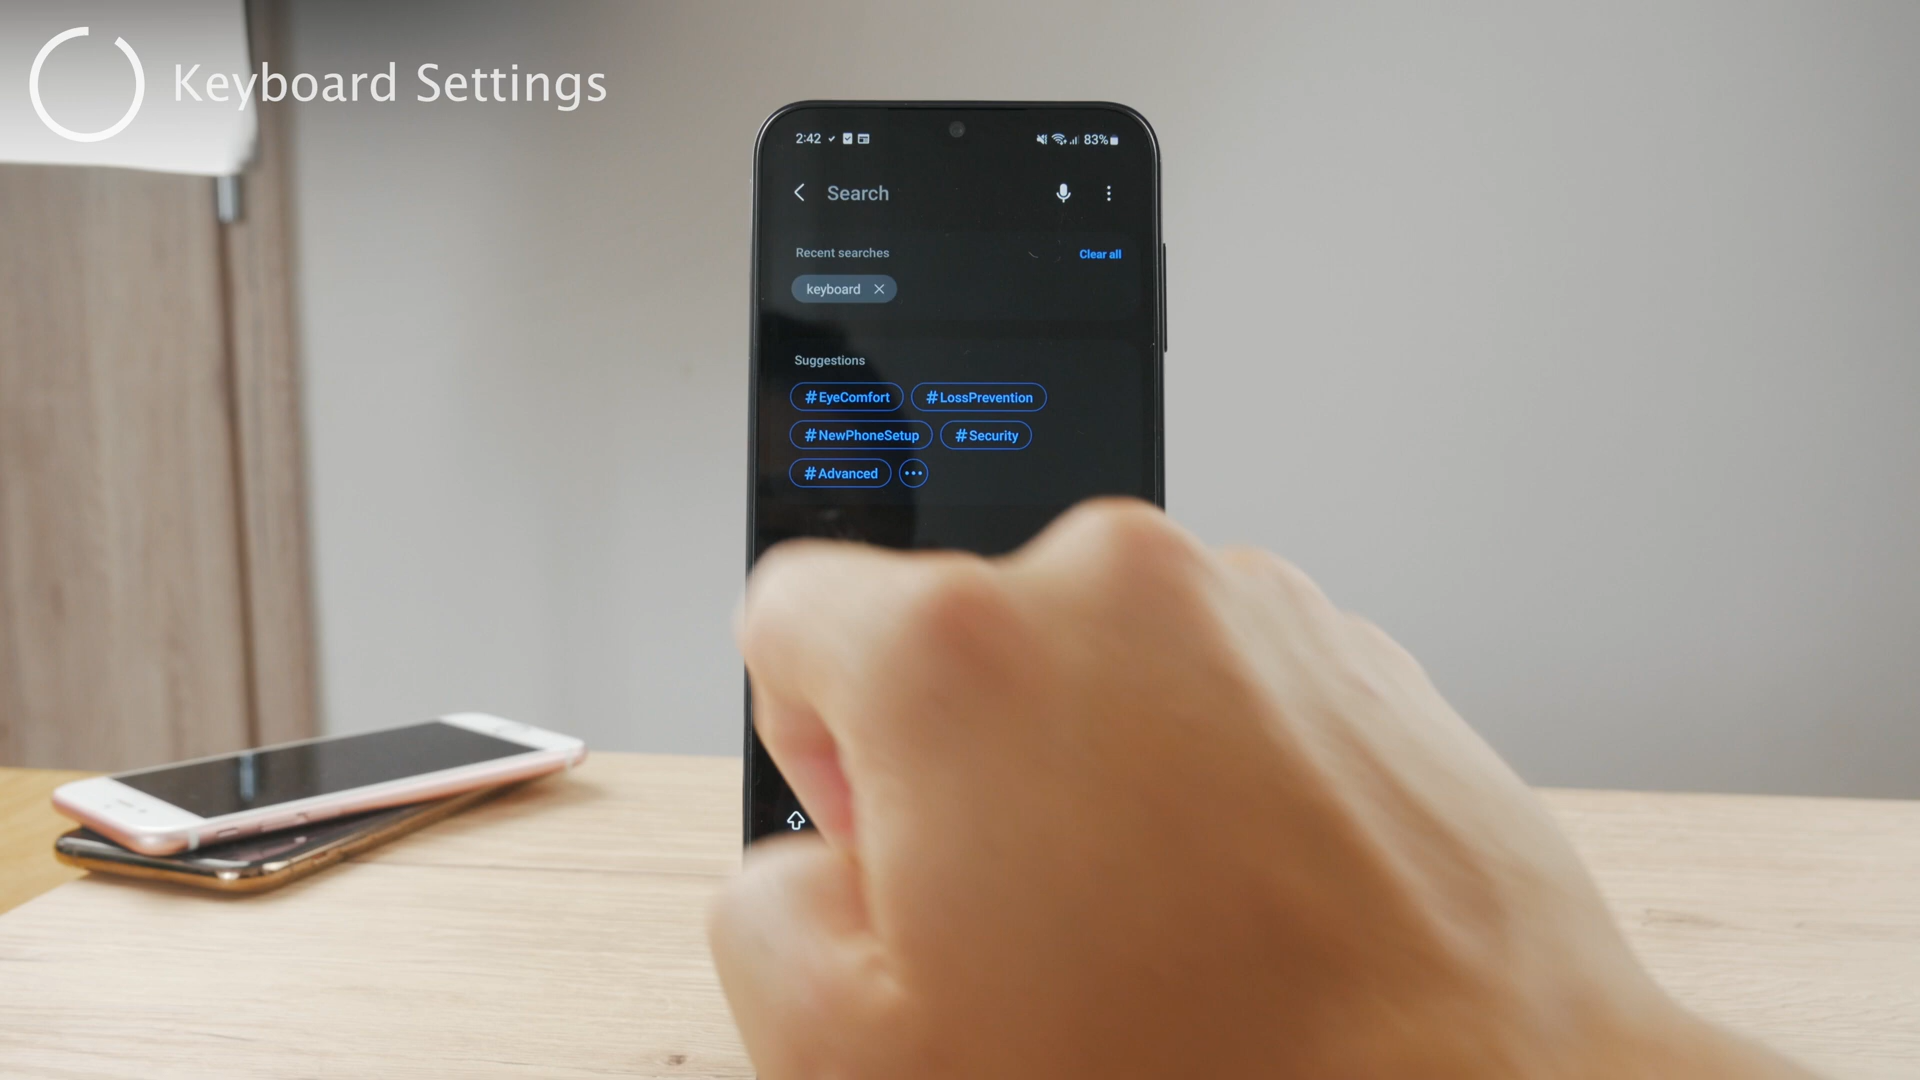 Keyboard Settings
2:42 83%
Search
Recent searches Clear all
keyboard
Suggestions
#EyeComfort #LossPrevention
#NewPhoneSetup #Security
#Advanced